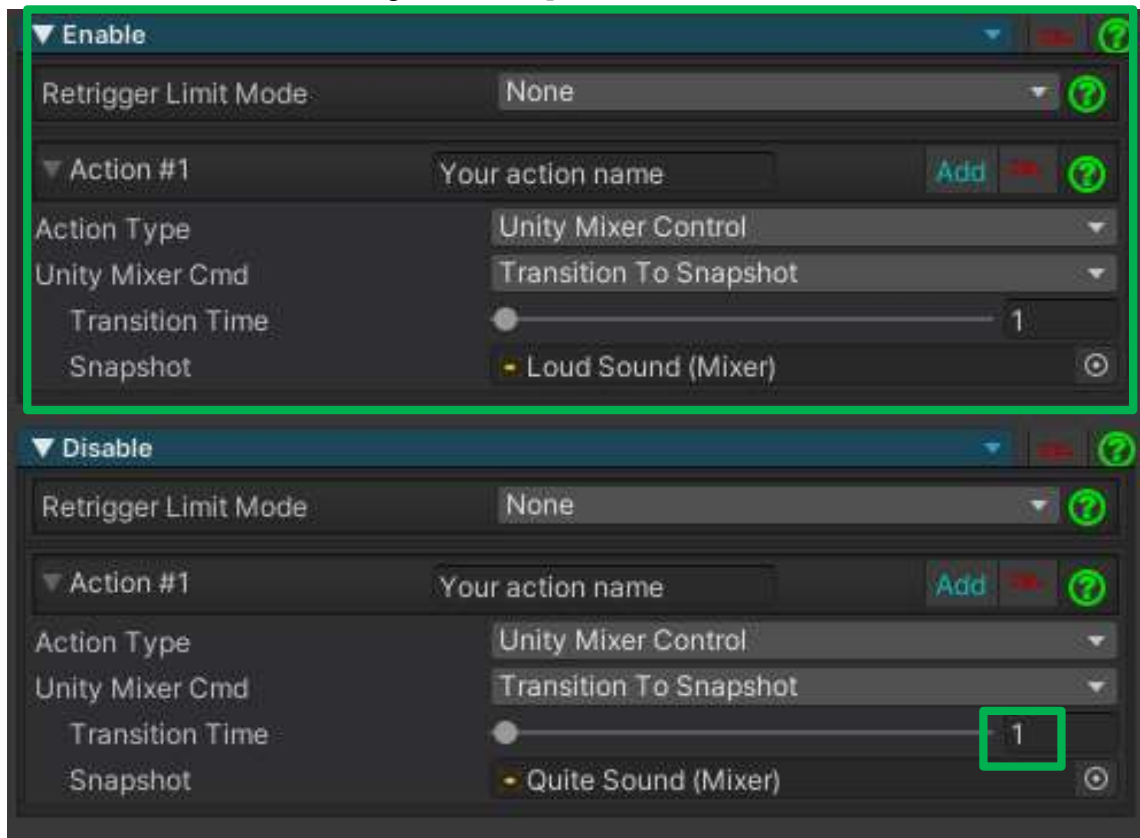 ▼ Enable
?
Retrigger Limit Mode None ?
▼ Action #1 Your action name Add ?
Action Type Unity Mixer Control
Unity Mixer Cmd Transition To Snapshot
Transition Time 1
Snapshot Loud Sound (Mixer)
▼ Disable ?
Retrigger Limit Mode None ?
▼ Action #1 Your action name Add ?
Action Type Unity Mixer Control
Unity Mixer Cmd Transition To Snapshot
Transition Time 1
Snapshot Quite Sound (Mixer)